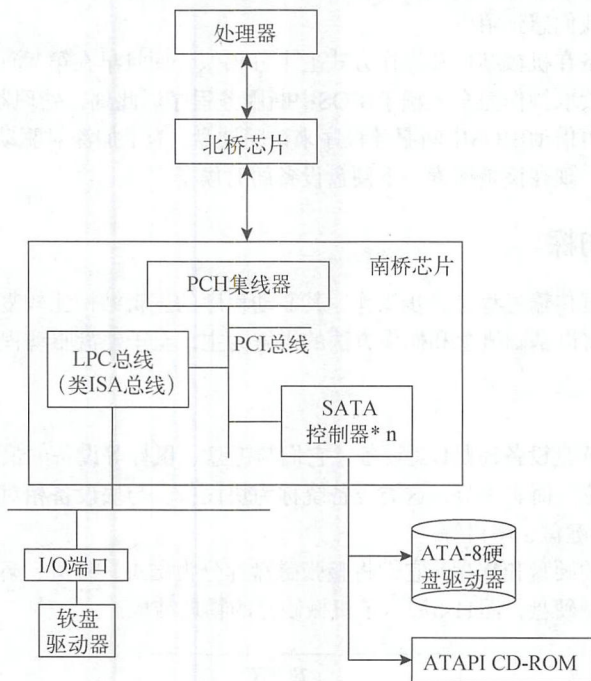 处理器
北桥芯片
南桥芯片
PCH集线器
PCI总线
LPC总线
(类ISA总线)
SATA
控制器* n
I/O端口
ATA-8硬
盘驱动器
软盘
驱动器
ATAPI CD-ROM